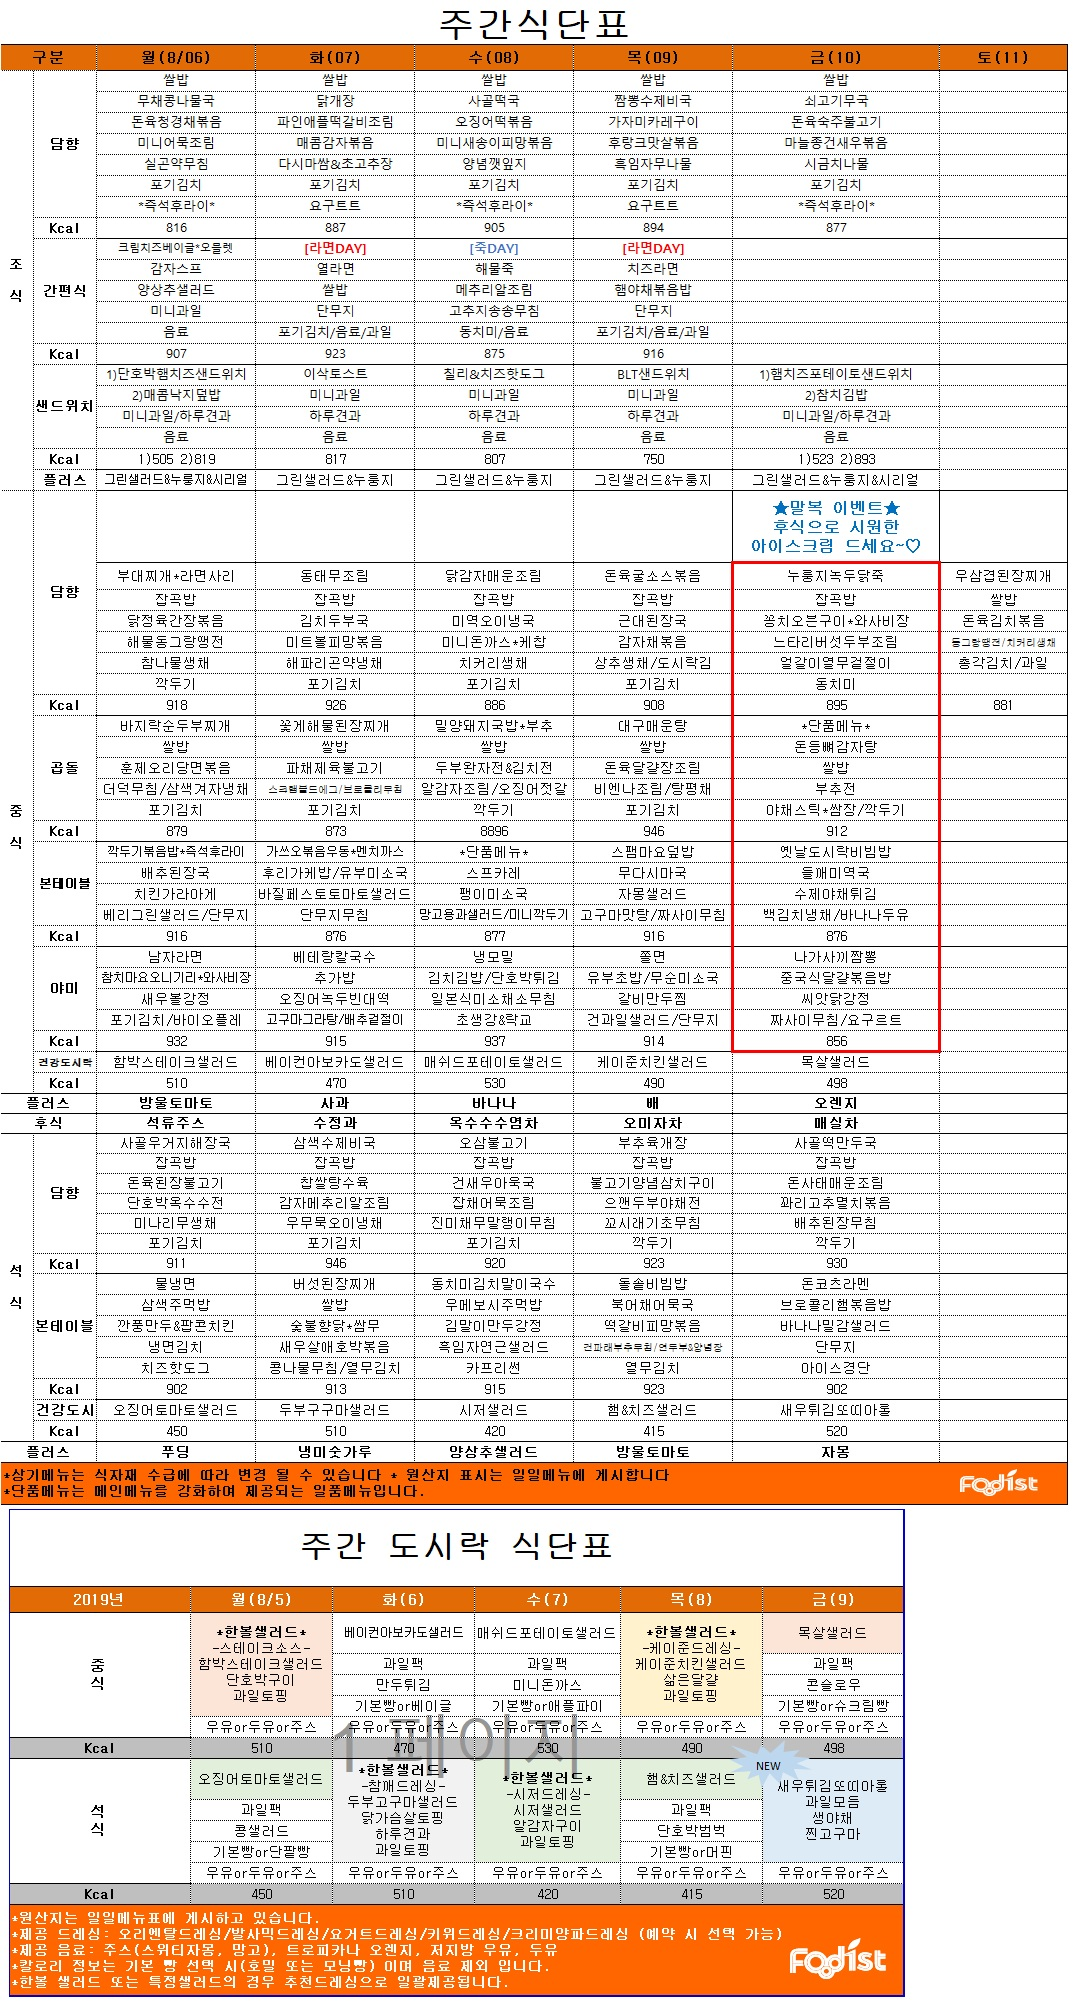 주간식단표
구분 월(8/06) 화(07) 수(08) 목(09) 금(10) 토(11)
쌀밥 쌀밥 쌀밥 쌀밥 쌀밥
무채콩나물국 닭개장 사골떡국 짬뽕수제비국 쇠고기무국
돈육청경채볶음 파인애플떡갈비조림 오징어떡볶음 가자미카레구이 돈육숙주불고기
담향 미니어묵조림 매콤감자볶음 미니새송이피망볶음 후랑크맛살볶음 마늘종건새우볶음
실곤약무침 다시마쌈&초고추장 양념깻잎지 흑임자무나물 시금치나물
포기김치 포기김치 포기김치 포기김치 포기김치
*즉석후라이* 요구트트 *즉석후라이* 요구트트 *즉석후라이*
Kcal 816 887 905 894 877
조식
크림치즈베이글*오믈렛 [라면DAY] [죽DAY] [라면DAY]
감자스프 열라면 해물죽 치즈라면
간편식 양상추샐러드 쌀밥 메추리알조림 햄야채볶음밥
미니과일 단무지 고추지송송무침 단무지
음료 포기김치/음료/과일 동치미/음료 포기김치/음료/과일
Kcal 907 923 875 916
1)단호박햄치즈샌드위치 이삭토스트 칠리&치즈핫도그 BLT샌드위치 1)햄치즈포테이토샌드위치
샌드위치 2)매콤낙지덮밥 미니과일 미니과일 미니과일 2)참치김밥
미니과일/하루견과 하루견과 하루견과 하루견과 미니과일/하루견과
음료 음료 음료 음료 음료
Kcal 1)505 2)819 817 807 750 1)523 2)893
플러스 그린샐러드&누룽지&시리얼 그린샐러드&누룽지 그린샐러드&누룽지 그린샐러드&누룽지 그린샐러드&누룽지&시리얼
★말복 이벤트★
후식으로 시원한
아이스크림 드세요~♡
담향 부대찌개*라면사리 동태무조림 닭감자매운조림 돈육굴소스볶음 누룽지녹두닭죽 우삼겹된장찌개
잡곡밥 잡곡밥 잡곡밥 잡곡밥 잡곡밥 쌀밥
닭정육간장볶음 김치두부국 미역오이냉국 근대된장국 꽁치오븐구이*와사비장 돈육김치볶음
해물동그랑땡전 미트볼피망볶음 미니돈까스*케찹 감자채볶음 느타리버섯두부조림 동그랑땡전/치커리생채
참나물생채 해파리곤약냉채 치커리생채 상추생채/도시락김 얼갈이열무겉절이 총각김치/과일
깍두기 포기김치 포기김치 포기김치 동치미
Kcal 918 926 886 908 895 881
중식
바지락순두부찌개 꽃게해물된장찌개 밀양돼지국밥*부추 대구매운탕 *단품메뉴*
쌀밥 쌀밥 쌀밥 쌀밥 돈등뼈감자탕
곱돌 훈제오리당면볶음 파채제육불고기 두부완자전&김치전 돈육달걀장조림 쌀밥
더덕무침/삼색겨자냉채 스크램블드에그/브로콜리무침 알감자조림/오징어젓갈 비엔나조림/탕평채 부추전
포기김치 포기김치 깍두기 포기김치 야채스틱*쌈장/깍두기
Kcal 879 873 8896 946 912
깍두기볶음밥*즉석후라이 가쓰오볶음우동*멘치까스 *단품메뉴* 스팸마요덮밥 옛날도시락비빔밥
본테이블 배추된장국 후리가케밥/유부미소국 스프카레 무다시마국 들깨미역국
치킨가라아게 바질페스토토마토샐러드 팽이미소국 자몽샐러드 수제야채튀김
베리그린샐러드/단무지 단무지무침 망고용과샐러드/미니깍두기 고구마맛탕/짜사이무침 백김치냉채/바나나두유
Kcal 916 876 877 916 876
남자라면 베테랑칼국수 냉모밀 쫄면 나가사끼짬뽕
야미 참치마요오니기리*와사비장 추가밥 김치김밥/단호박튀김 유부초밥/무순미소국 중국식달걀볶음밥
새우볼강정 오징어녹두빈대떡 일본식미소채소무침 갈비만두찜 씨앗닭강정
포기김치/바이오플레 고구마그라탕/배추겉절이 초생강&락교 건과일샐러드/단무지 짜사이무침/요구르트
Kcal 932 915 937 914 856
건강도시락 함박스테이크샐러드 베이컨아보카도샐러드 매쉬드포테이토샐러드 케이준치킨샐러드 목살샐러드
Kcal 510 470 530 490 498
플러스 방울토마토 사과 바나나 배 오렌지
후식 석류주스 수정과 옥수수수염차 오미자차 매실차
사골우거지해장국 삼색수제비국 오삼불고기 부추육개장 사골떡만두국
잡곡밥 잡곡밥 잡곡밥 잡곡밥 잡곡밥
담향 돈육된장불고기 찹쌀탕수육 건새우아욱국 불고기양념삼치구이 돈사태매운조림
단호박옥수수전 감자메추리알조림 잡채어묵조림 으깬두부야채전 꽈리고추멸치볶음
미나리무생채 우무묵오이냉채 진미채무말랭이무침 꼬시래기초무침 배추된장무침
포기김치 포기김치 포기김치 깍두기 깍두기
Kcal 911 946 920 923 930
석식
물냉면 버섯된장찌개 동치미김치말이국수 돌솥비빔밥 돈코츠라멘
삼색주먹밥 쌀밥 우메보시주먹밥 북어채어묵국 브로콜리햄볶음밥
본테이블 깐풍만두&팝콘치킨 숯불향닭*쌈무 김말이만두강정 떡갈비피망볶음 바나나밀감샐러드
냉면김치 새우살애호박볶음 흑임자연근샐러드 건파래부추무침/연두부&양념장 단무지
치즈핫도그 콩나물무침/열무김치 카프리썬 열무김치 아이스경단
Kcal 902 913 915 923 902
건강도시 오징어토마토샐러드 두부구구마샐러드 시저샐러드 햄&치즈샐러드 새우튀김또띠아롤
Kcal 450 510 420 415 520
플러스 푸딩 냉미숫가루 양상추샐러드 방울토마토 자몽
*상기메뉴는 식자재 수급에 따라 변경 될 수 있습니다 * 원산지 표시는 일일메뉴에 게시합니다
*단품메뉴는 메인메뉴를 강화하여 제공되는 일품메뉴입니다.
Fodist
주간 도시락 식단표
2019년 월(8/5) 화(6) 수(7) 목(8) 금(9)
중식
*한볼샐러드* 베이컨아보카도샐러드 매쉬드포테이토샐러드 *한볼샐러드* 목살샐러드
-스테이크소스- -케이준드레싱-
함박스테이크샐러드 과일팩 과일팩 케이준치킨샐러드 과일팩
단호박구이 만두튀김 미니돈까스 삶은달걀 콘슬로우
과일토핑 기본빵or베이글 기본빵or애플파이 과일토핑 기본빵or슈크림빵
우유or두유or주스 우유or두유or주스 우유or두유or주스 우유or두유or주스 우유or두유or주스
Kcal 510 470 530 490 498
1 페이지
NEW
석식
오징어토마토샐러드 *한볼샐러드* *한볼샐러드* 햄&치즈샐러드 새우튀김또띠아롤
-참깨드레싱- -시저드레싱- 과일모듬
과일팩 두부고구마샐러드 시저샐러드 과일팩 생야채
콩샐러드 닭가슴살토핑 알감자구이 단호박범벅 찐고구마
기본빵or단팥빵 하루견과 과일토핑 기본빵or머핀
과일토핑
우유or두유or주스 우유or두유or주스 우유or두유or주스 우유or두유or주스 우유or두유or주스
Kcal 450 510 420 415 520
*원산지는 일일메뉴표에 게시하고 있습니다.
*제공 드레싱: 오리엔탈드레싱/발사믹드레싱/요거트드레싱/키위드레싱/크리미양파드레싱 (예약 시 선택 가능)
*제공 음료: 주스(스위티자몽, 망고), 트로피카나 오렌지, 저지방 우유, 두유
*칼로리 정보는 기본 빵 선택 시(호밀 또는 모닝빵) 이며 음료 제외 입니다.
*한볼 샐러드 또는 특정샐러드의 경우 추천드레싱으로 일괄제공됩니다.
Fodist